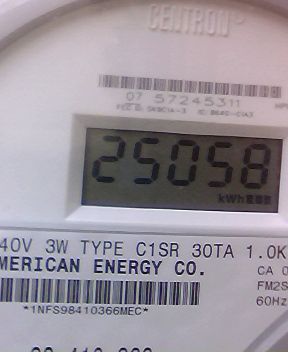 CENTRON®
07 57245311
25058
kWh
40V 3W TYPE C1SR 30TA 1.0K
MERICAN ENERGY CO.
CA 0
FM2S
60Hz
*1NFS98410366MEC*